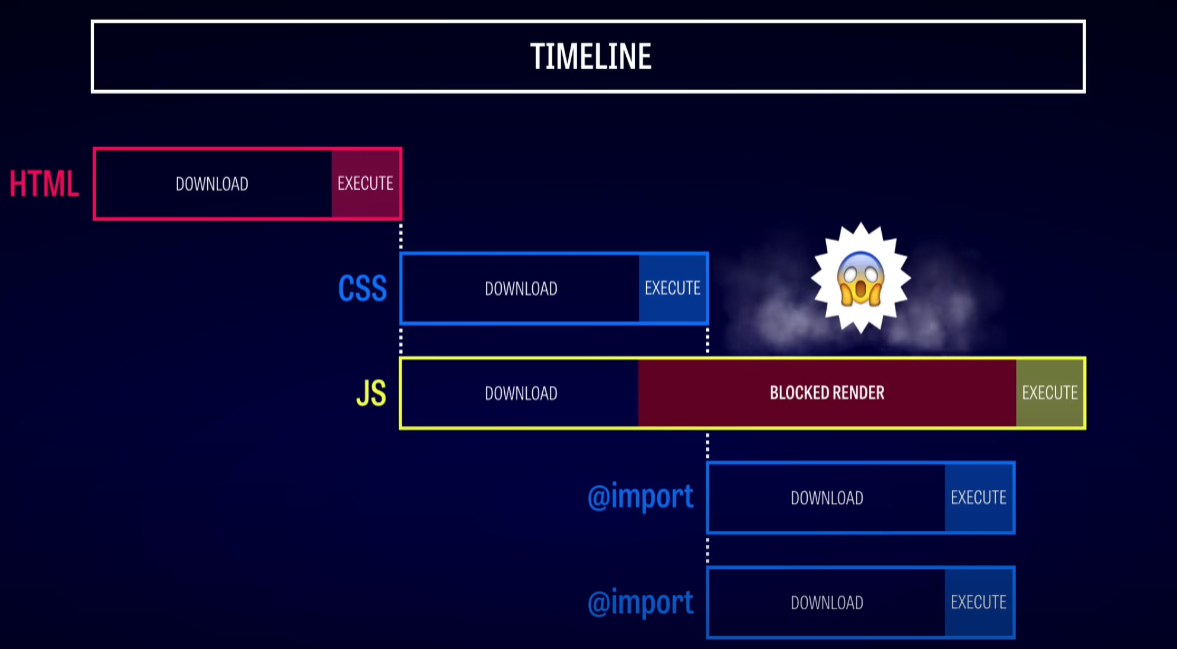 TIMELINE
HTML DOWNLOAD EXECUTE
CSS DOWNLOAD EXECUTE
JS DOWNLOAD BLOCKED RENDER EXECUTE
@import DOWNLOAD EXECUTE
@import DOWNLOAD EXECUTE